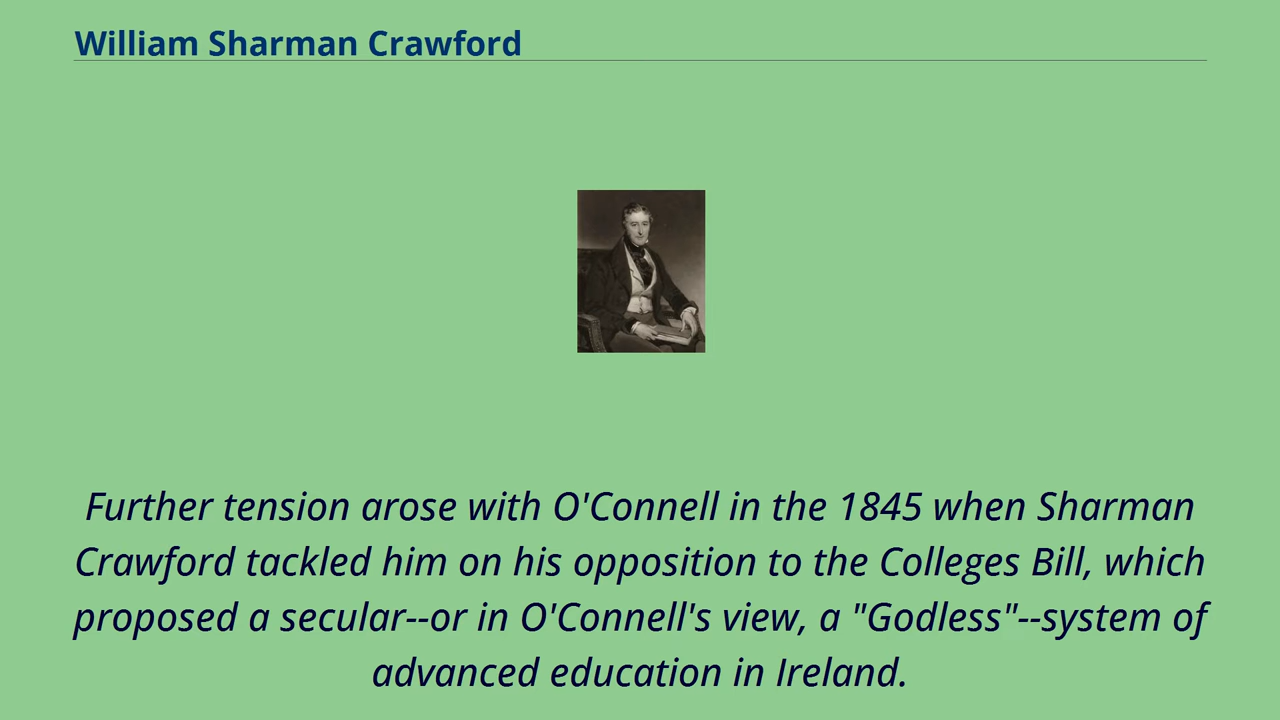 William Sharman Crawford
Further tension arose with O'Connell in the 1845 when Sharman
Crawford tackled him on his opposition to the Colleges Bill, which
proposed a secular--or in O'Connell's view, a "Godless"--system of
advanced education in Ireland.